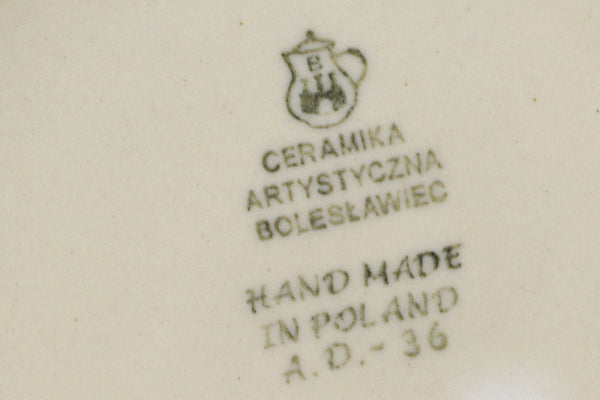 B
CERAMIKA
ARTYSTYCZNA
BOLESŁAWIEC
HAND MADE
IN POLAND
A.D.-36